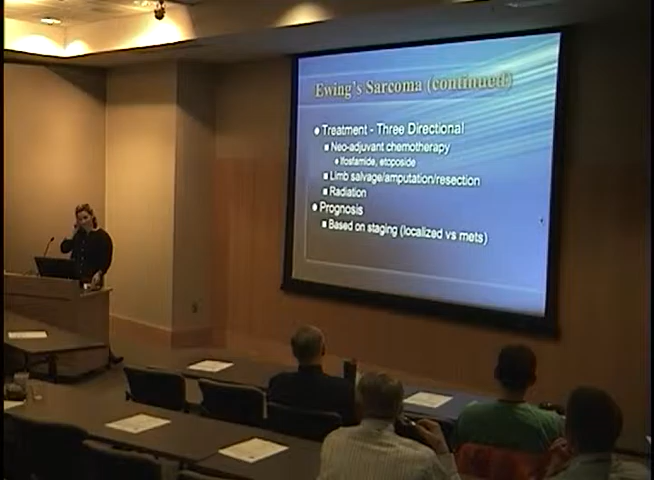 Ewing's Sarcoma (continued)
Treatment - Three Directional
Neo-adjuvant chemotherapy
Ifosfamide, etoposide
Limb salvage/amputation/resection
Radiation
Prognosis
Based on staging (localized vs mets)